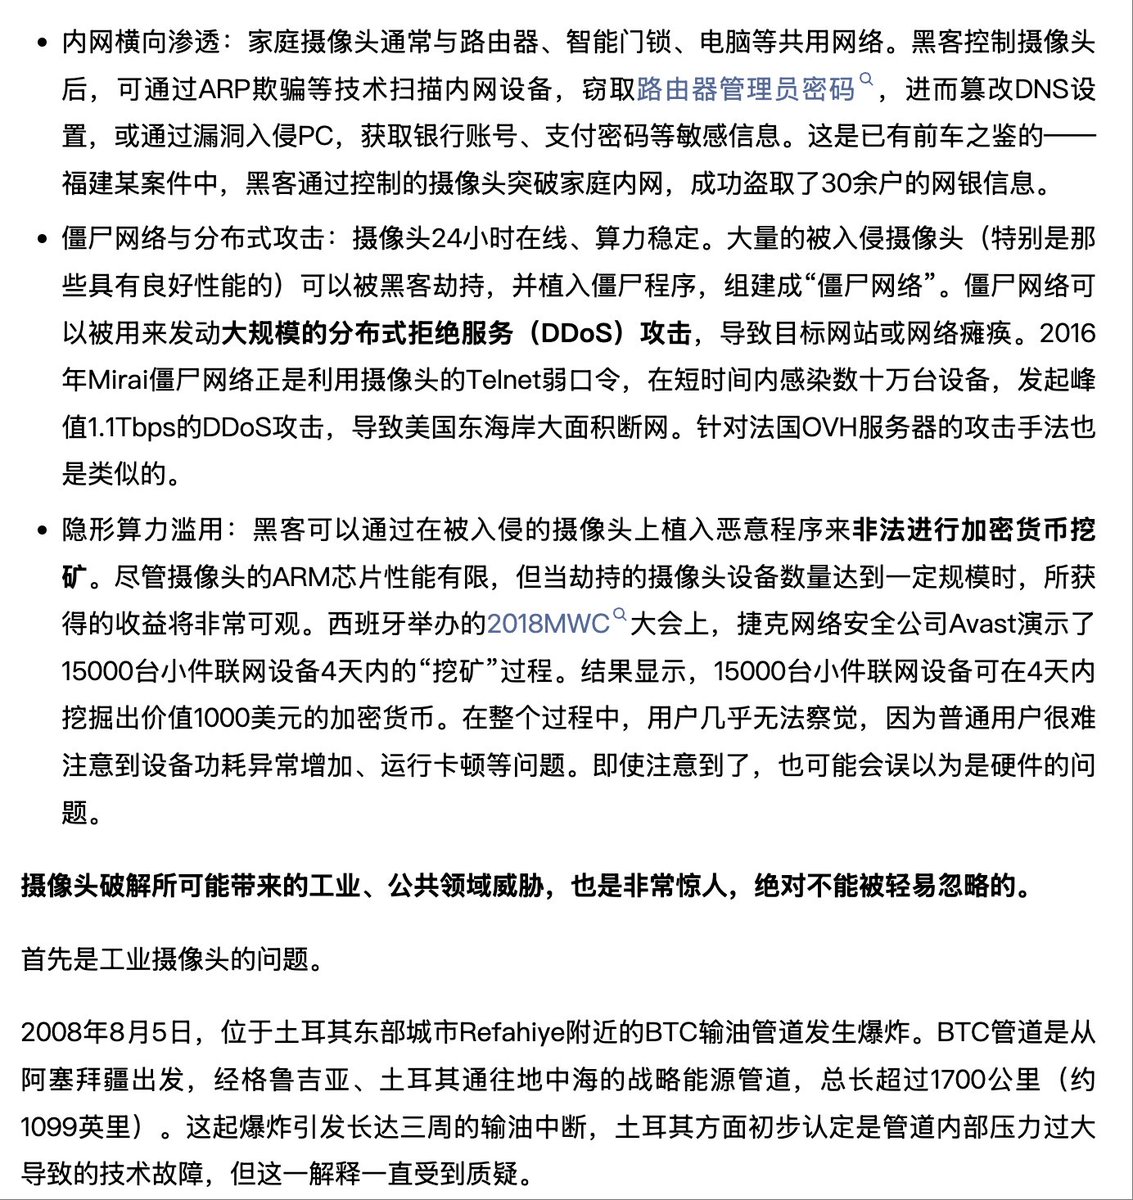 • 内网横向渗透：家庭摄像头通常与路由器、智能门锁、电脑等共用网络。黑客控制摄像头
后，可通过ARP欺骗等技术扫描内网设备，窃取路由器管理员密码，进而篡改DNS设
置，或通过漏洞入侵PC，获取银行账号、支付密码等敏感信息。这是已有前车之鉴的——
福建某案件中，黑客通过控制的摄像头突破家庭内网，成功盗取了30余户的网银信息。
• 僵尸网络与分布式攻击：摄像头24小时在线、算力稳定。大量的被入侵摄像头（特别是那
些具有良好性能的）可以被黑客劫持，并植入僵尸程序，组建成“僵尸网络”。僵尸网络可
以被用来发动大规模的分布式拒绝服务（DDoS）攻击，导致目标网站或网络瘫痪。2016
年Mirai僵尸网络正是利用摄像头的Telnet弱口令，在短时间内感染数十万台设备，发起峰
值1.1Tbps的DDoS攻击，导致美国东海岸大面积断网。针对法国OVH服务器的攻击手法也
是类似的。
• 隐形算力滥用：黑客可以通过在被入侵的摄像头上植入恶意程序来非法进行加密货币挖
矿。尽管摄像头的ARM芯片性能有限，但当劫持的摄像头设备数量达到一定规模时，所获
得的收益将非常可观。西班牙举办的2018MWC大会上，捷克网络安全公司Avast演示了
15000台小件联网设备4天内的“挖矿”过程。结果显示，15000台小件联网设备可在4天内
挖掘出价值1000美元的加密货币。在整个过程中，用户几乎无法察觉，因为普通用户很难
注意到设备功耗异常增加、运行卡顿等问题。即使注意到了，也可能会误以为是硬件的问
题。
摄像头破解所可能带来的工业、公共领域威胁，也是非常惊人，绝对不能被轻易忽略的。
首先是工业摄像头的问题。
2008年8月5日，位于土耳其东部城市Refahiye附近的BTC输油管道发生爆炸。BTC管道是从
阿塞拜疆出发，经格鲁吉亚、土耳其通往地中海的战略能源管道，总长超过1700公里（约
1099英里）。这起爆炸引发长达三周的输油中断，土耳其方面初步认定是管道内部压力过大
导致的技术故障，但这一解释一直受到质疑。